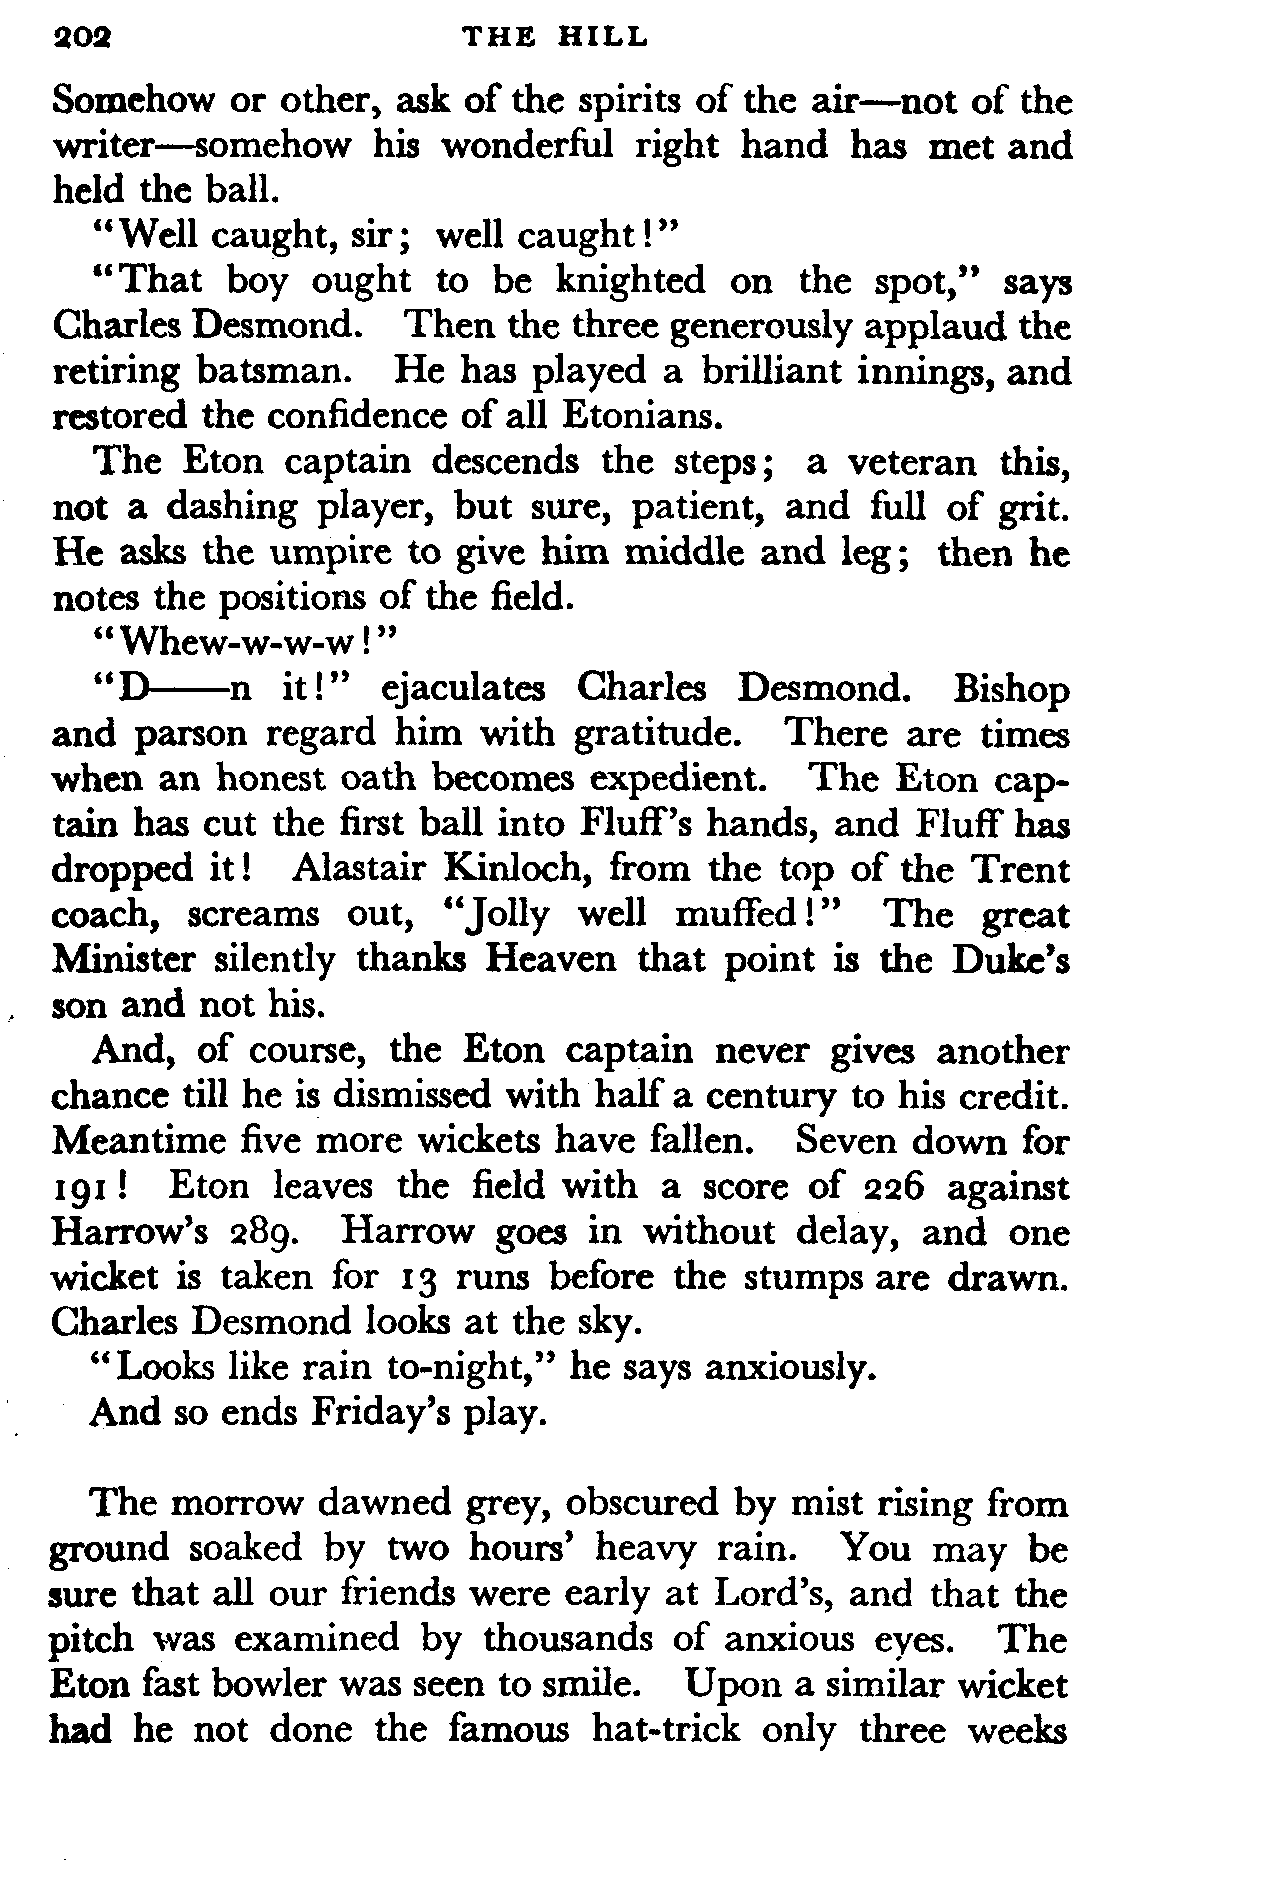 202 THE HILL
Somehow or other, ask of the spirits of the air—not of the
writer—somehow his wonderful right hand has met and
held the ball.
"Well caught, sir; well caught!"
"That boy ought to be knighted on the spot," says
Charles Desmond. Then the three generously applaud the
retiring batsman. He has played a brilliant innings, and
restored the confidence of all Etonians.
The Eton captain descends the steps; a veteran this,
not a dashing player, but sure, patient, and full of grit.
He asks the umpire to give him middle and leg; then he
notes the positions of the field.
"Whew-w-w-w!"
"D——n it!" ejaculates Charles Desmond. Bishop
and parson regard him with gratitude. There are times
when an honest oath becomes expedient. The Eton cap-
tain has cut the first ball into Fluff's hands, and Fluff has
dropped it! Alastair Kinloch, from the top of the Trent
coach, screams out, "Jolly well muffed!" The great
Minister silently thanks Heaven that point is the Duke's
son and not his.
And, of course, the Eton captain never gives another
chance till he is dismissed with half a century to his credit.
Meantime five more wickets have fallen. Seven down for
191! Eton leaves the field with a score of 226 against
Harrow's 289. Harrow goes in without delay, and one
wicket is taken for 13 runs before the stumps are drawn.
Charles Desmond looks at the sky.
"Looks like rain to-night," he says anxiously.
And so ends Friday's play.
The morrow dawned grey, obscured by mist rising from
ground soaked by two hours' heavy rain. You may be
sure that all our friends were early at Lord's, and that the
pitch was examined by thousands of anxious eyes. The
Eton fast bowler was seen to smile. Upon a similar wicket
had he not done the famous hat-trick only three weeks